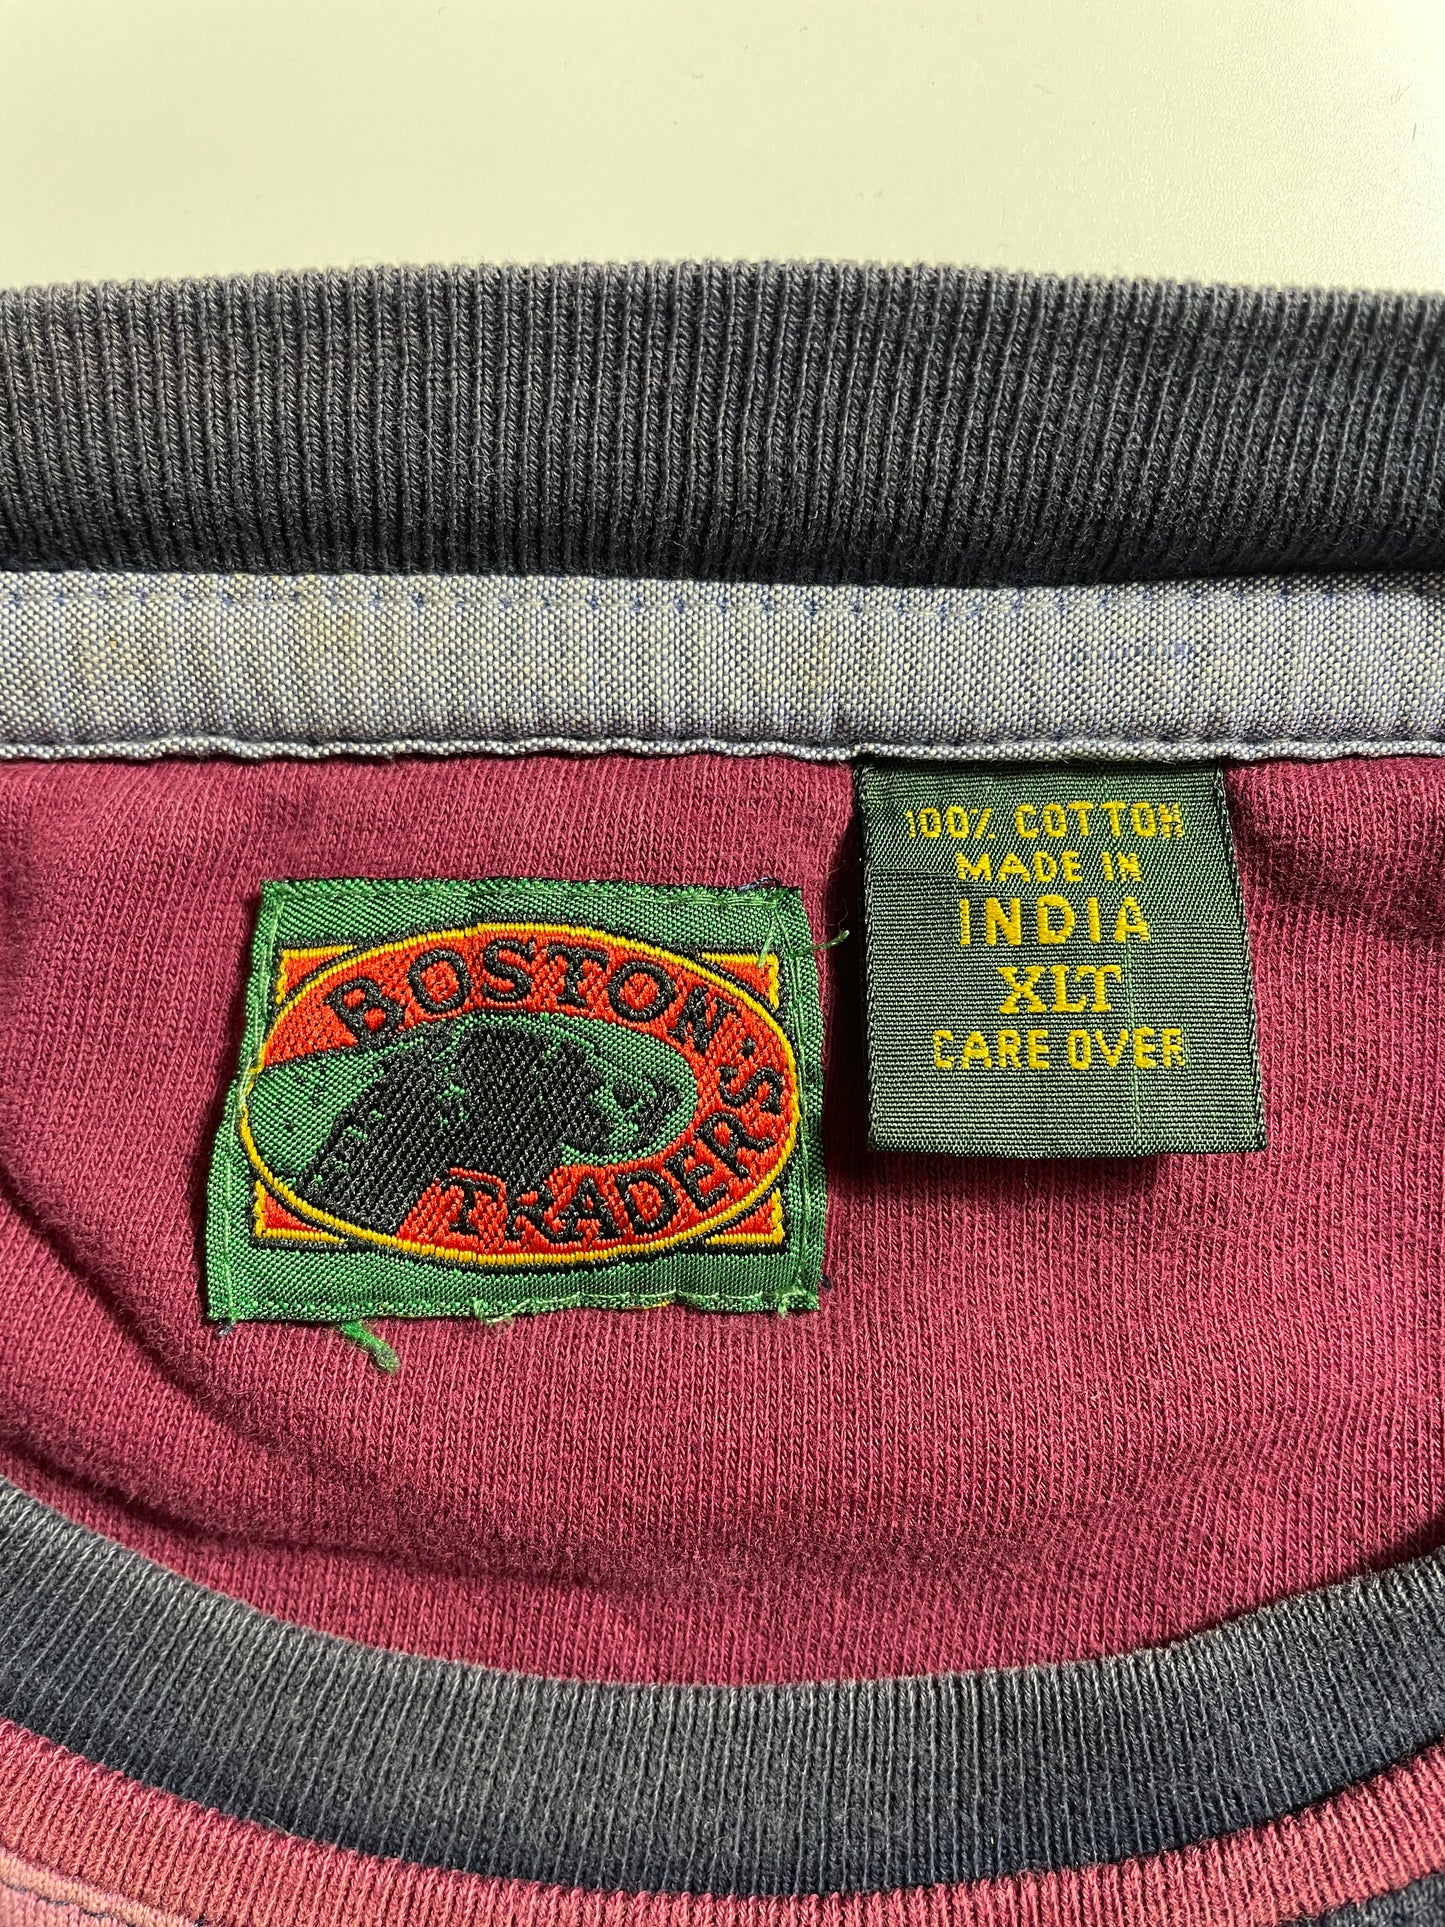 BOSTON'S
TRADERS
100% COTTON
MADE IN
INDIA
XLT
CARE OVER